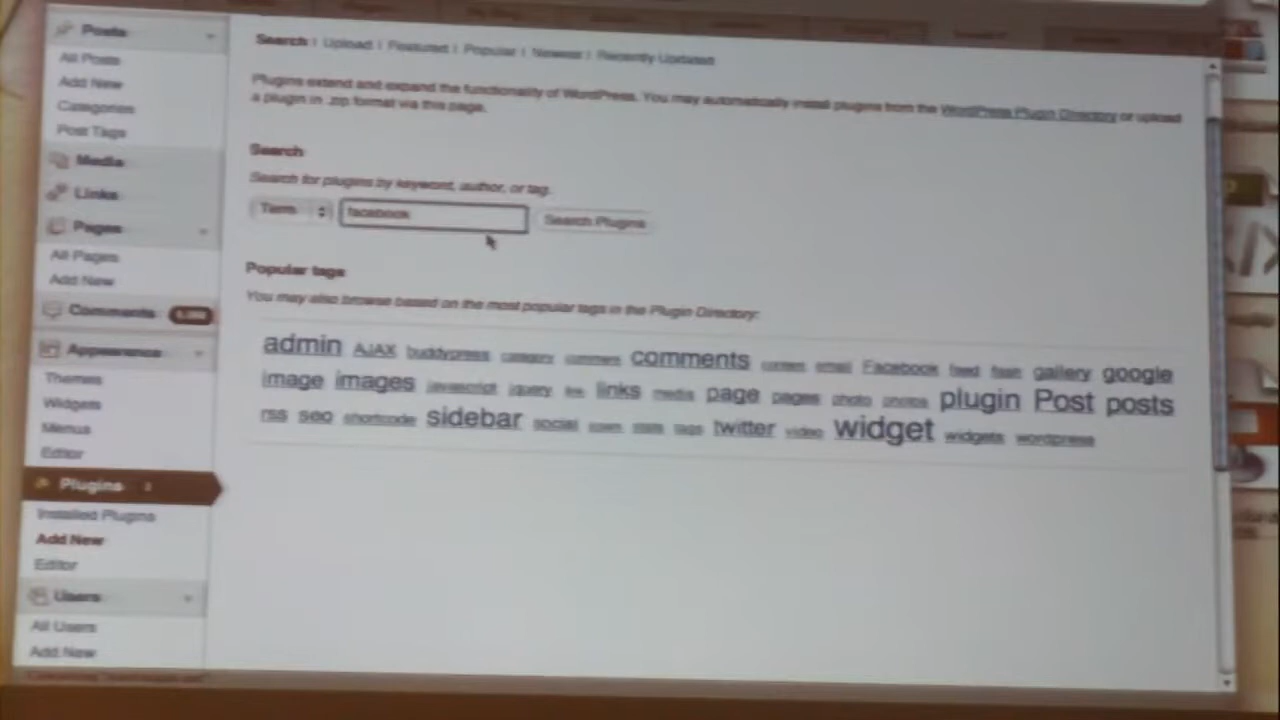 Posts
All Posts
Add New
Categories
Post Tags
Media
Links
Pages
All Pages
Add New
Comments
Appearance
Themes
Widgets
Menus
Editor
Plugins
Installed Plugins
Add New
Editor
Users
All Users
Add New
Search | Upload | Featured | Popular | Newest | Recently Updated
Plugins extend and expand the functionality of WordPress. You may automatically install plugins from the WordPress Plugin Directory or upload
a plugin in .zip format via this page.
Search
Search for plugins by keyword, author, or tag.
Term facebook Search Plugins
Popular tags
You may also browse based on the most popular tags in the Plugin Directory:
admin AJAX buddypress category comments Facebook feed gallery google
image images javascript jquery links media page pages photo photos plugin Post posts
rss seo shortcode sidebar social tags twitter video widget widgets wordpress